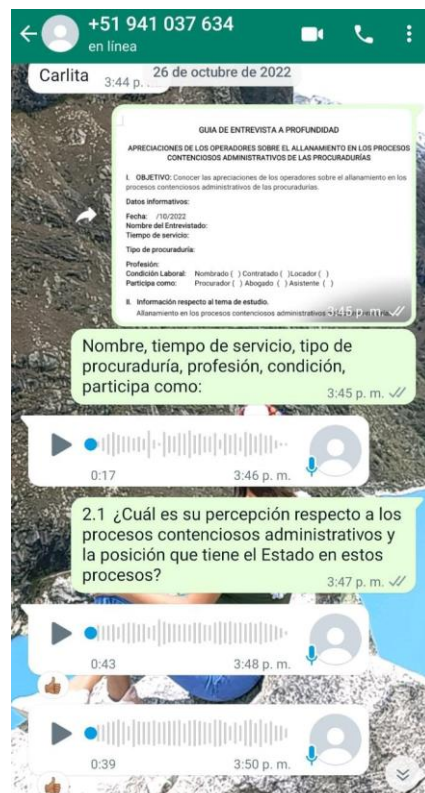 +51 941 037 634
en línea
26 de octubre de 2022
Carlita
3:44 p.
GUIA DE ENTREVISTA A PROFUNDIDAD
APRECIACIONES DE LOS OPERADORES SOBRE EL ALLANAMIENTO EN LOS PROCESOS
CONTENCIOSOS ADMINISTRATIVOS DE LAS PROCURADURÍAS
I. OBJETIVO: Conocer las apreciaciones de los operadores sobre el allanamiento en los
procesos contenciosos administrativos de las procuradurías.
Datos informativos:
Fecha: /10/2022
Nombre del Entrevistado:
Tiempo de servicio:
Tipo de procuraduría:
Profesión:
Condición Laboral: Nombrado ( ) Contratado ( )Locador ( )
Participa como: Procurador ( ) Abogado ( ) Asistente ( )
II. Información respecto al tema de estudio.
Allanamiento en los procesos contenciosos administrativos
3:45 p. m.
Nombre, tiempo de servicio, tipo de
procuraduría, profesión, condición,
participa como:
3:45 p. m.
0:17 3:46 p. m.
2.1 ¿Cuál es su percepción respecto a los
procesos contenciosos administrativos y
la posición que tiene el Estado en estos
procesos?
3:47 p. m.
0:43 3:48 p. m.
0:39 3:50 p. m.